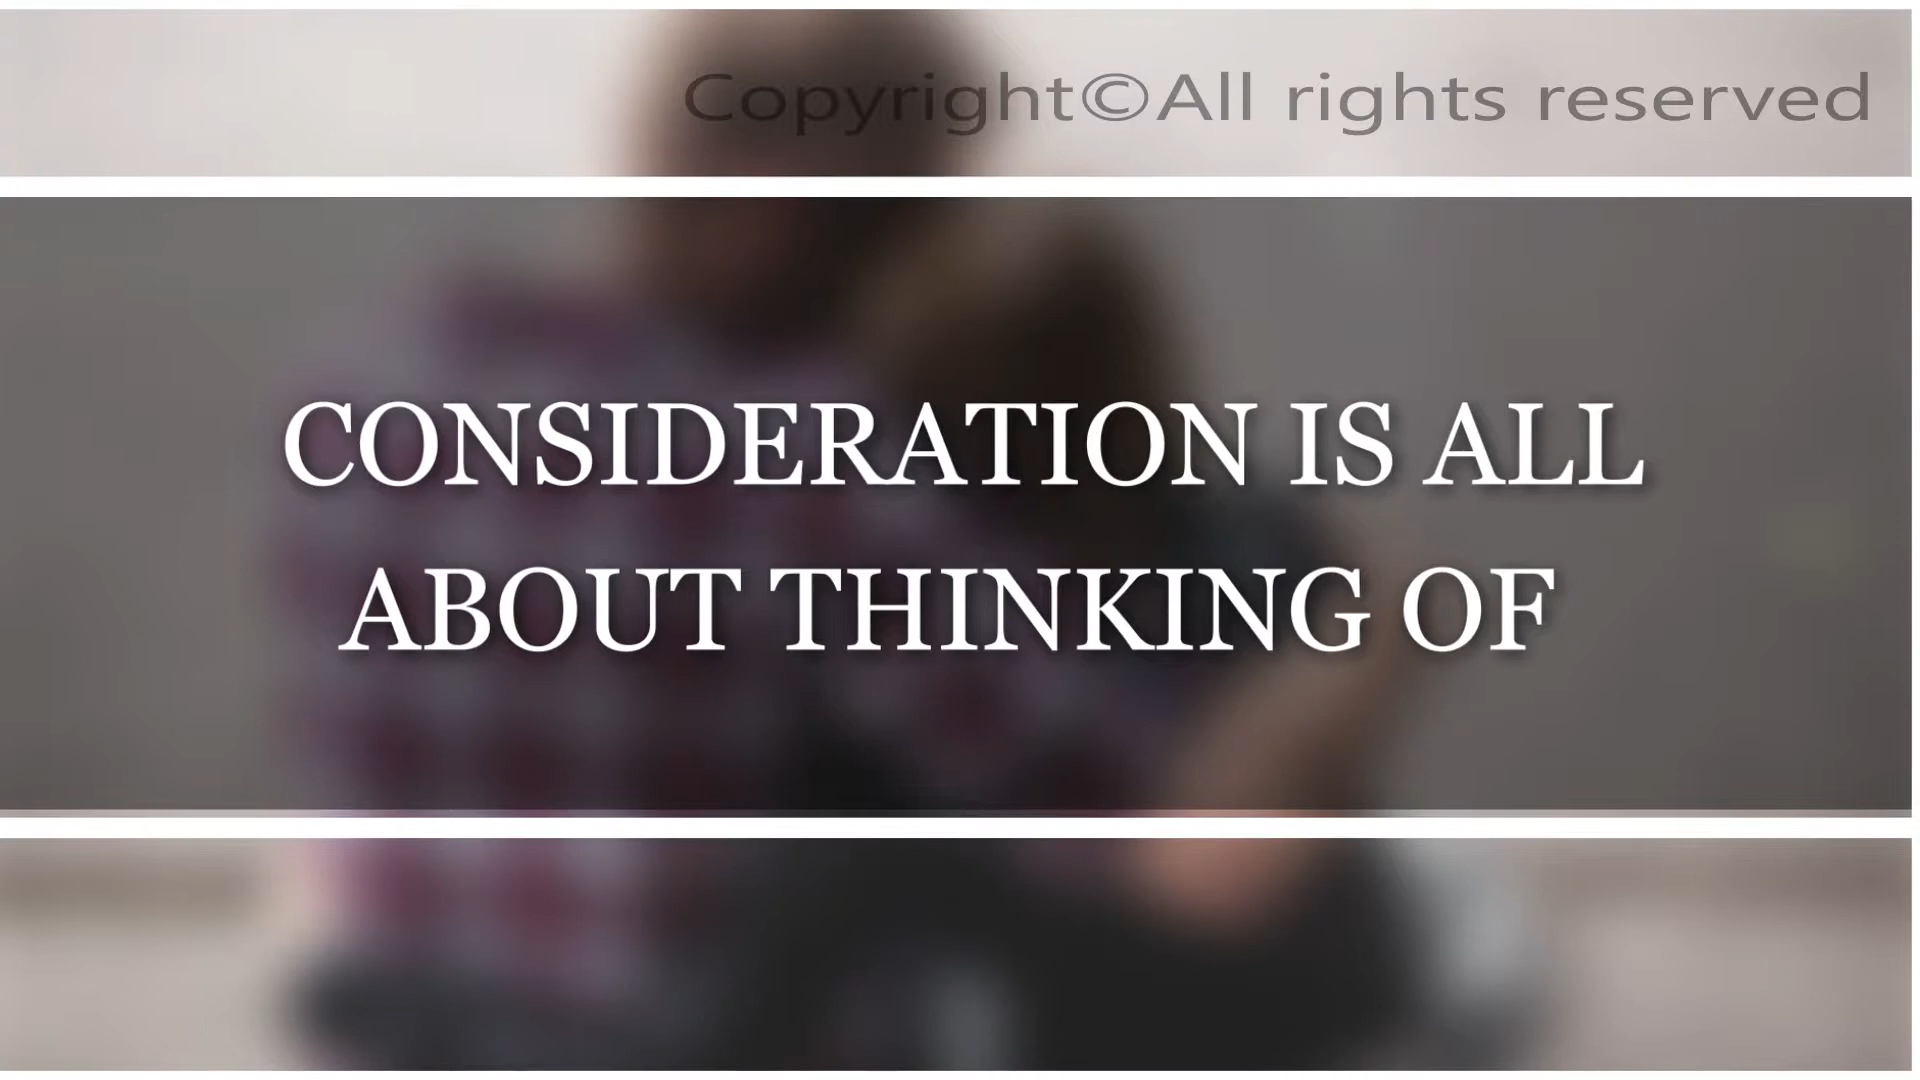 Copyright©All rights reserved
CONSIDERATION IS ALL
ABOUT THINKING OF